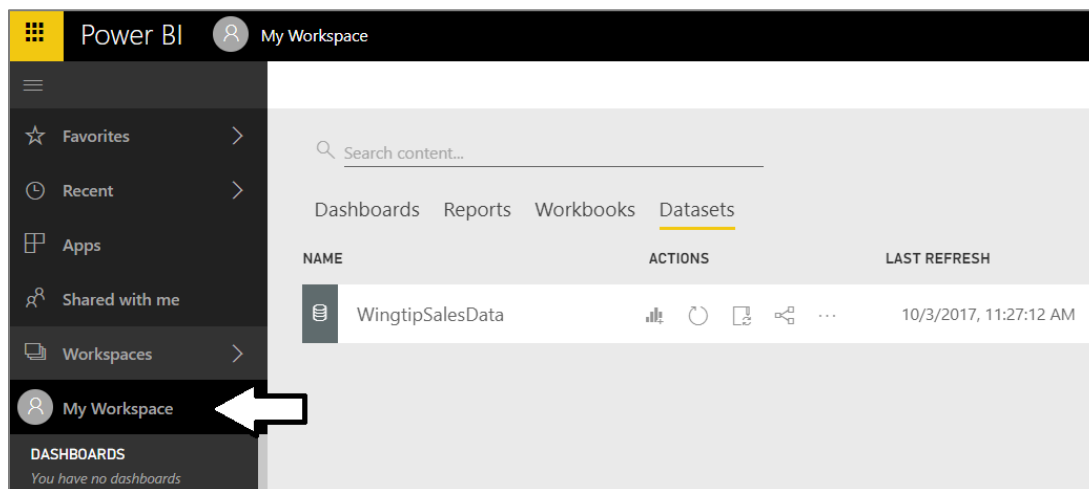 Power BI My Workspace
Favorites
Recent
Apps
Shared with me
Workspaces
My Workspace
DASHBOARDS
You have no dashboards
Search content...
Dashboards Reports Workbooks Datasets
NAME ACTIONS LAST REFRESH
WingtipSalesData ... 10/3/2017, 11:27:12 AM